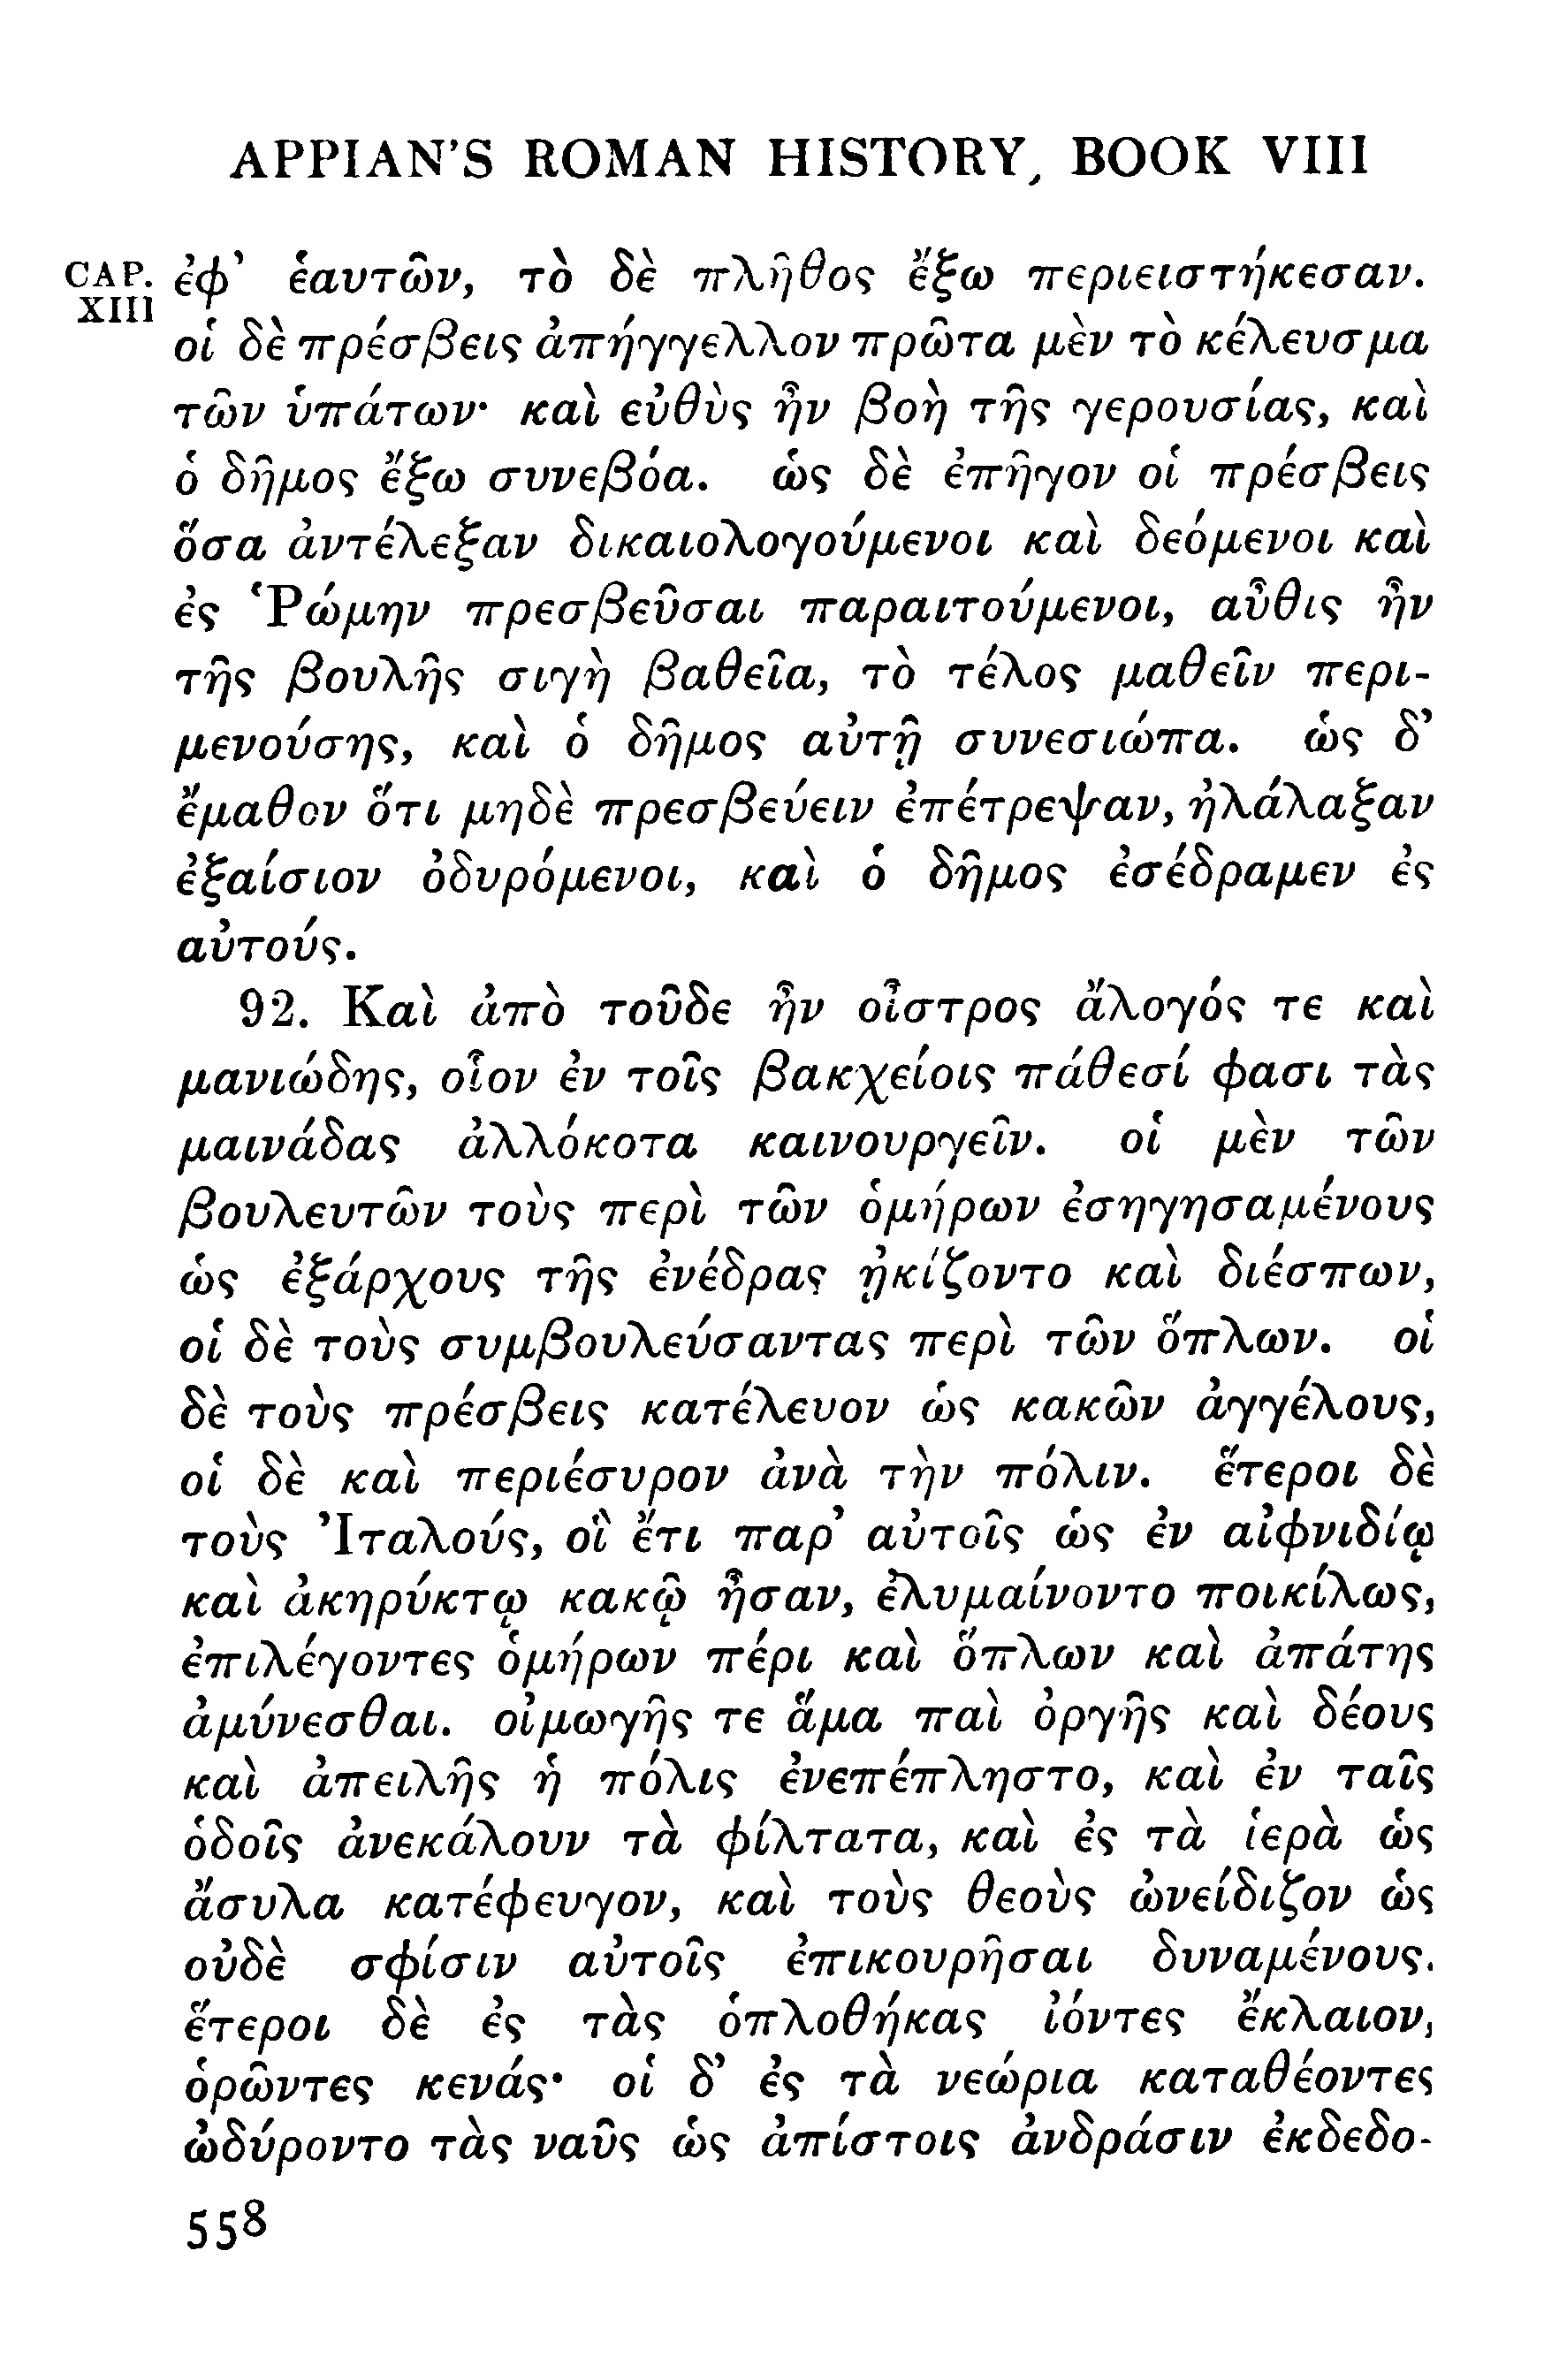 APPIAN'S ROMAN HISTORY, BOOK VIII
CAP. XIII
ἐφ' ἑαυτῶν, τὸ δὲ πλῆθος ἔξω περιειστήκεσαν.
οἱ δὲ πρέσβεις ἀπήγγελλον πρῶτα μὲν τὸ κέλευσμα
τῶν ὑπάτων· καὶ εὐθὺς ἦν βοὴ τῆς γερουσίας, καὶ
ὁ δῆμος ἔξω συνεβόα. ὡς δὲ ἐπῆγον οἱ πρέσβεις
ὅσα ἀντέλεξαν δικαιολογούμενοι καὶ δεόμενοι καὶ
ἐς Ῥώμην πρεσβεῦσαι παραιτούμενοι, αὖθις ἦν
τῆς βουλῆς σιγὴ βαθεῖα, τὸ τέλος μαθεῖν περι-
μενούσης, καὶ ὁ δῆμος αὐτῇ συνεσιώπα. ὡς δ'
ἔμαθον ὅτι μηδὲ πρεσβεύειν ἐπέτρεψαν, ἠλάλαξαν
ἐξαίσιον ὀδυρόμενοι, καὶ ὁ δῆμος ἐσέδραμεν ἐς
αὐτούς.
92. Καὶ ἀπὸ τοῦδε ἦν οἶστρος ἄλογός τε καὶ
μανιώδης, οἷον ἐν τοῖς βακχείοις πάθεσί φασι τὰς
μαινάδας ἀλλόκοτα καινουργεῖν. οἱ μὲν τῶν
βουλευτῶν τοὺς περὶ τῶν ὁμήρων ἐσηγησαμένους
ὡς ἐξάρχους τῆς ἐνέδρας ᾐκίζοντο καὶ διέσπων,
οἱ δὲ τοὺς συμβουλεύσαντας περὶ τῶν ὅπλων. οἱ
δὲ τοὺς πρέσβεις κατέλευον ὡς κακῶν ἀγγέλους,
οἱ δὲ καὶ περιέσυρον ἀνὰ τὴν πόλιν. ἕτεροι δὲ
τοὺς Ἰταλούς, οἳ ἔτι παρ' αὐτοῖς ὡς ἐν αἰφνιδίῳ
καὶ ἀκηρύκτῳ κακῷ ἦσαν, ἐλυμαίνοντο ποικίλως,
ἐπιλέγοντες ὁμήρων πέρι καὶ ὅπλων καὶ ἀπάτης
ἀμύνεσθαι. οἰμωγῆς τε ἅμα παὶ ὀργῆς καὶ δέους
καὶ ἀπειλῆς ἡ πόλις ἐνεπέπληστο, καὶ ἐν ταῖς
ὁδοῖς ἀνεκάλουν τὰ φίλτατα, καὶ ἐς τὰ ἱερὰ ὡς
ἄσυλα κατέφευγον, καὶ τοὺς θεοὺς ὠνείδιζον ὡς
οὐδὲ σφίσιν αὐτοῖς ἐπικουρῆσαι δυναμένους.
ἕτεροι δὲ ἐς τὰς ὁπλοθήκας ἰόντες ἔκλαιον,
ὁρῶντες κενάς· οἱ δ' ἐς τὰ νεώρια καταθέοντες
ὠδύροντο τὰς ναῦς ὡς ἀπίστοις ἀνδράσιν ἐκδεδο-
558